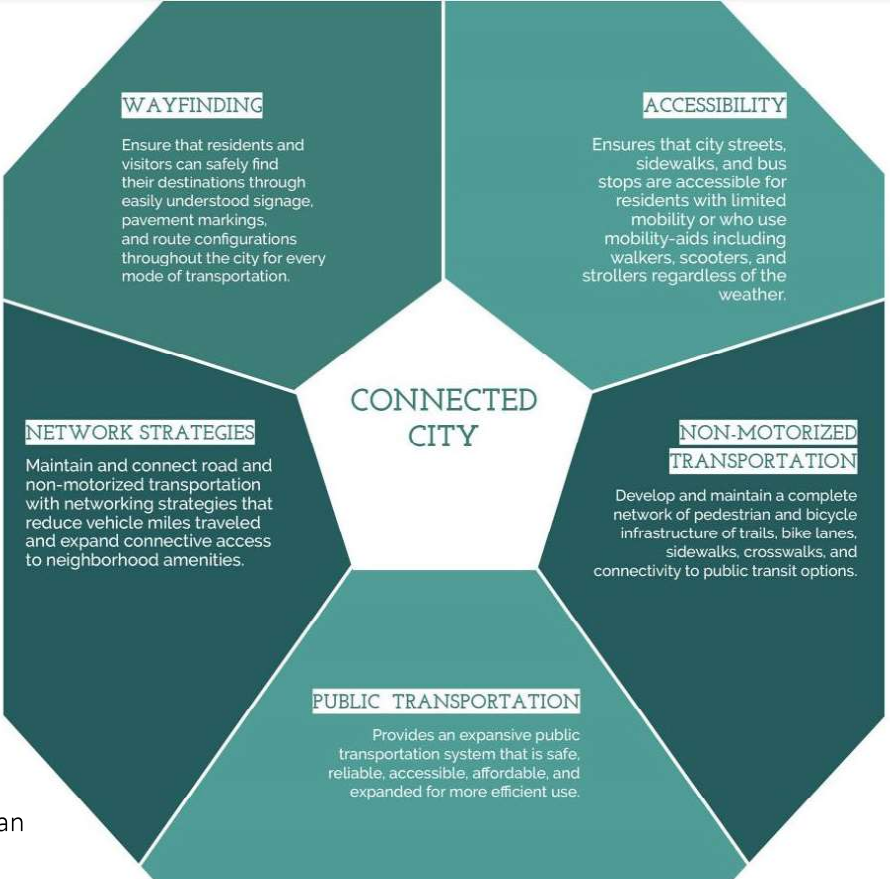 WAYFINDING
Ensure that residents and
visitors can safely find
their destinations through
easily understood signage,
pavement markings,
and route configurations
throughout the city for every
mode of transportation.
ACCESSIBILITY
Ensures that city streets,
sidewalks, and bus
stops are accessible for
residents with limited
mobility or who use
mobility-aids including
walkers, scooters, and
strollers regardless of the
weather.
CONNECTED
CITY
NETWORK STRATEGIES
Maintain and connect road and
non-motorized transportation
with networking strategies that
reduce vehicle miles traveled
and expand connective access
to neighborhood amenities.
NON-MOTORIZED
TRANSPORTATION
Develop and maintain a complete
network of pedestrian and bicycle
infrastructure of trails, bike lanes,
sidewalks, crosswalks, and
connectivity to public transit options.
PUBLIC TRANSPORTATION
Provides an expansive public
transportation system that is safe,
reliable, accessible, affordable, and
expanded for more efficient use.
an